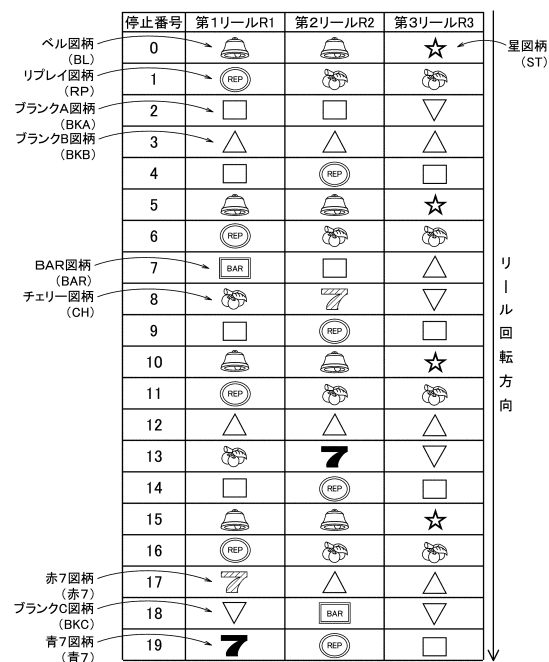 停止番号 第1リールR1 第2リールR2 第3リールR3
ベル図柄
(BL)
0
星図柄
(ST)
リプレイ図柄
(RP)
1 REP
ブランクA図柄
(BKA)
2
ブランクB図柄
(BKB)
3
4 REP
5
6 REP
BAR図柄
(BAR)
7 BAR
チェリー図柄
(CH)
8 7
9 REP
10
11 REP
12
13 7
14 REP
15
16 REP
赤7図柄
(赤7)
17 7
ブランクC図柄
(BKC)
18 BAR
青7図柄
(青7)
19 7 REP
リール回転方向